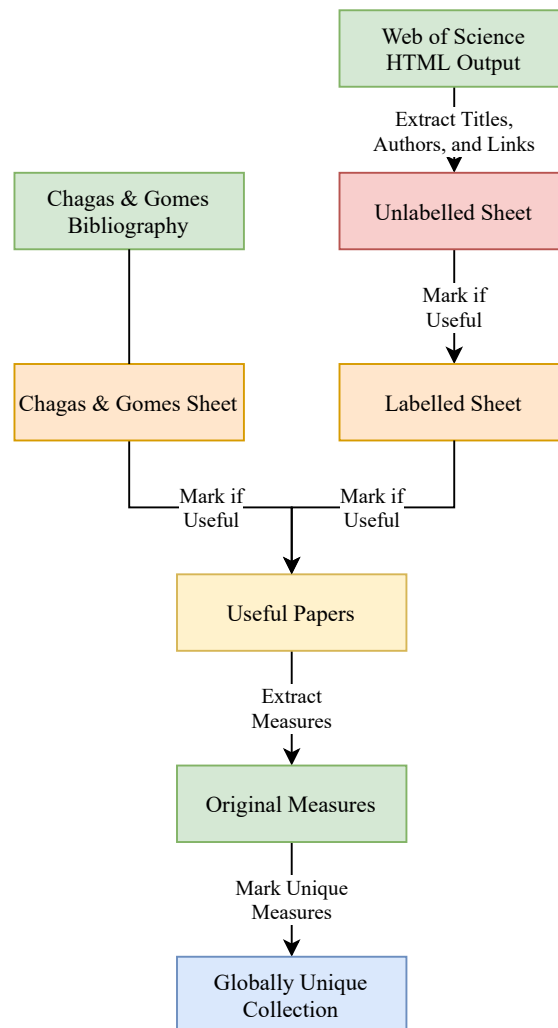 Web of Science
HTML Output
Extract Titles,
Authors, and Links
Chagas & Gomes
Bibliography
Unlabelled Sheet
Mark if
Useful
Chagas & Gomes Sheet
Labelled Sheet
Mark if
Useful
Mark if
Useful
Useful Papers
Extract
Measures
Original Measures
Mark Unique
Measures
Globally Unique
Collection